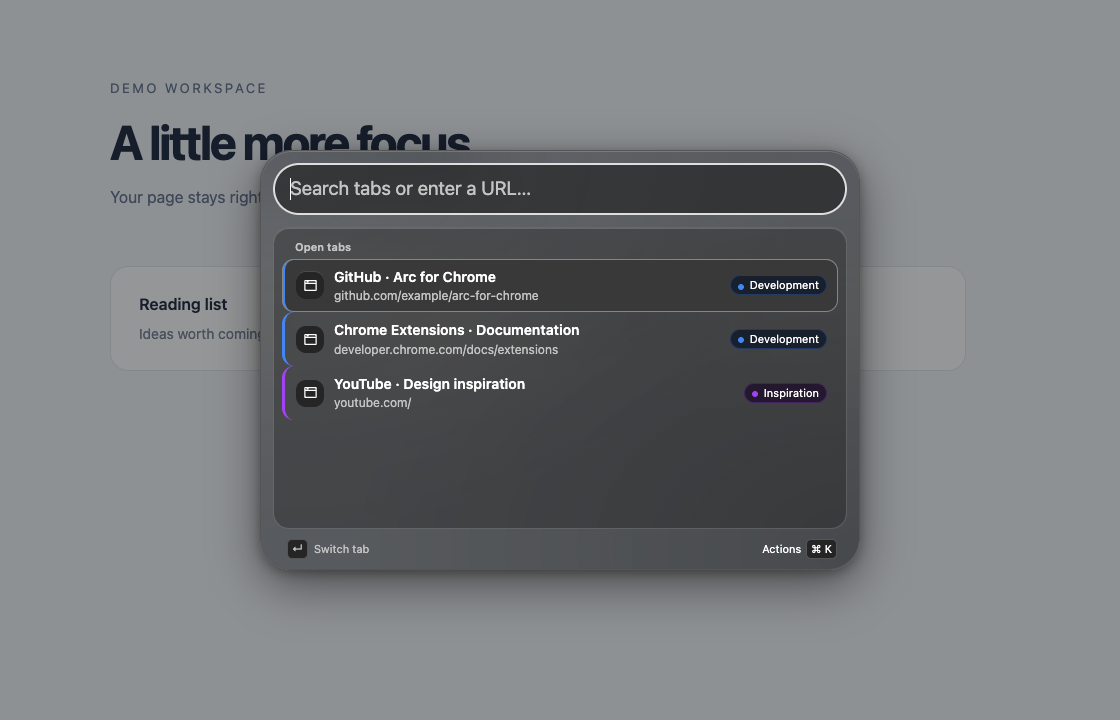 DEMO WORKSPACE
A little more focus
Your page stays right
Search tabs or enter a URL...
Open tabs
GitHub · Arc for Chrome
github.com/example/arc-for-chrome
Development
Chrome Extensions · Documentation
developer.chrome.com/docs/extensions
Development
YouTube · Design inspiration
youtube.com/
Inspiration
Reading list
Ideas worth coming
Switch tab
Actions
⌘ K